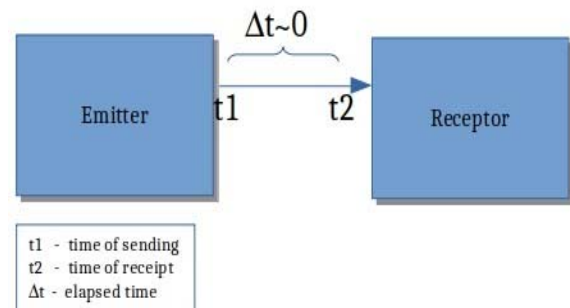 Δt~0
t1
t2
Emitter
Receptor
t1 - time of sending
t2 - time of receipt
Δt - elapsed time